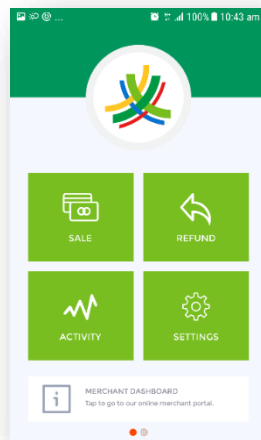 ... 100% 10:43 am
SALE
REFUND
ACTIVITY
SETTINGS
i MERCHANT DASHBOARD
Tap to go to our online merchant portal.